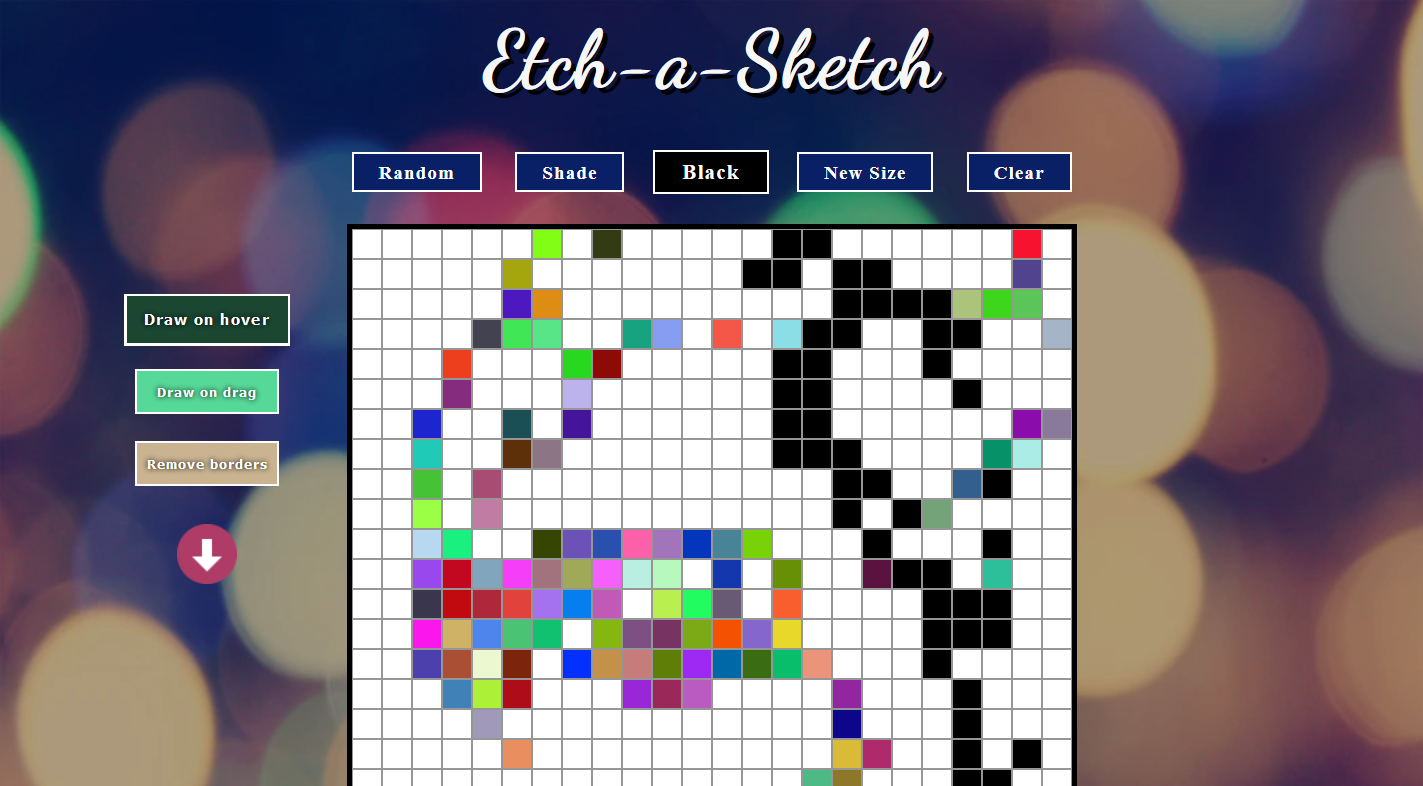 Etch-a-Sketch
Random
Shade
Black
New Size
Clear
Draw on hover
Draw on drag
Remove borders